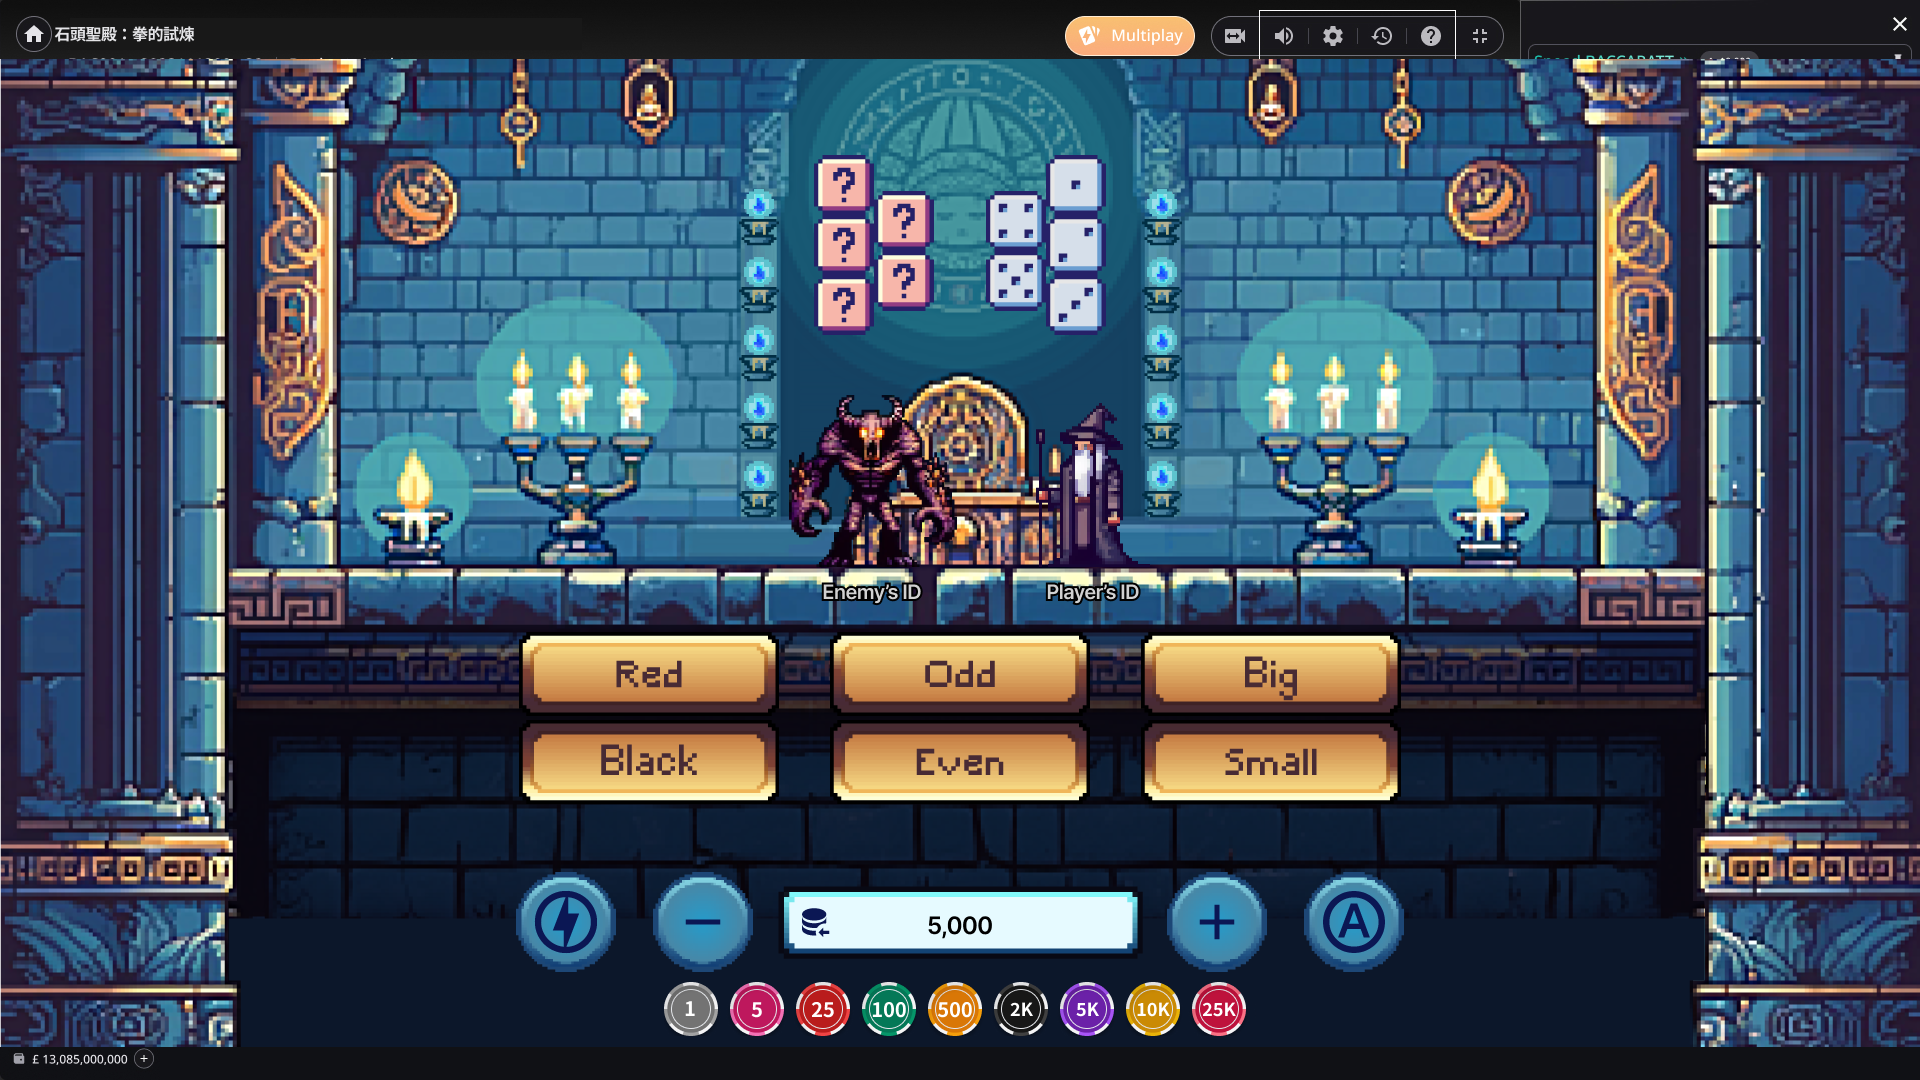 石頭聖殿：拳的試煉
Multiplay
?
?
?
?
?
Enemy's ID
Player's ID
Red
Odd
Big
Black
Even
Small
5,000
A
1
5
25
100
500
2K
5K
10K
25K
£ 13,085,000,000